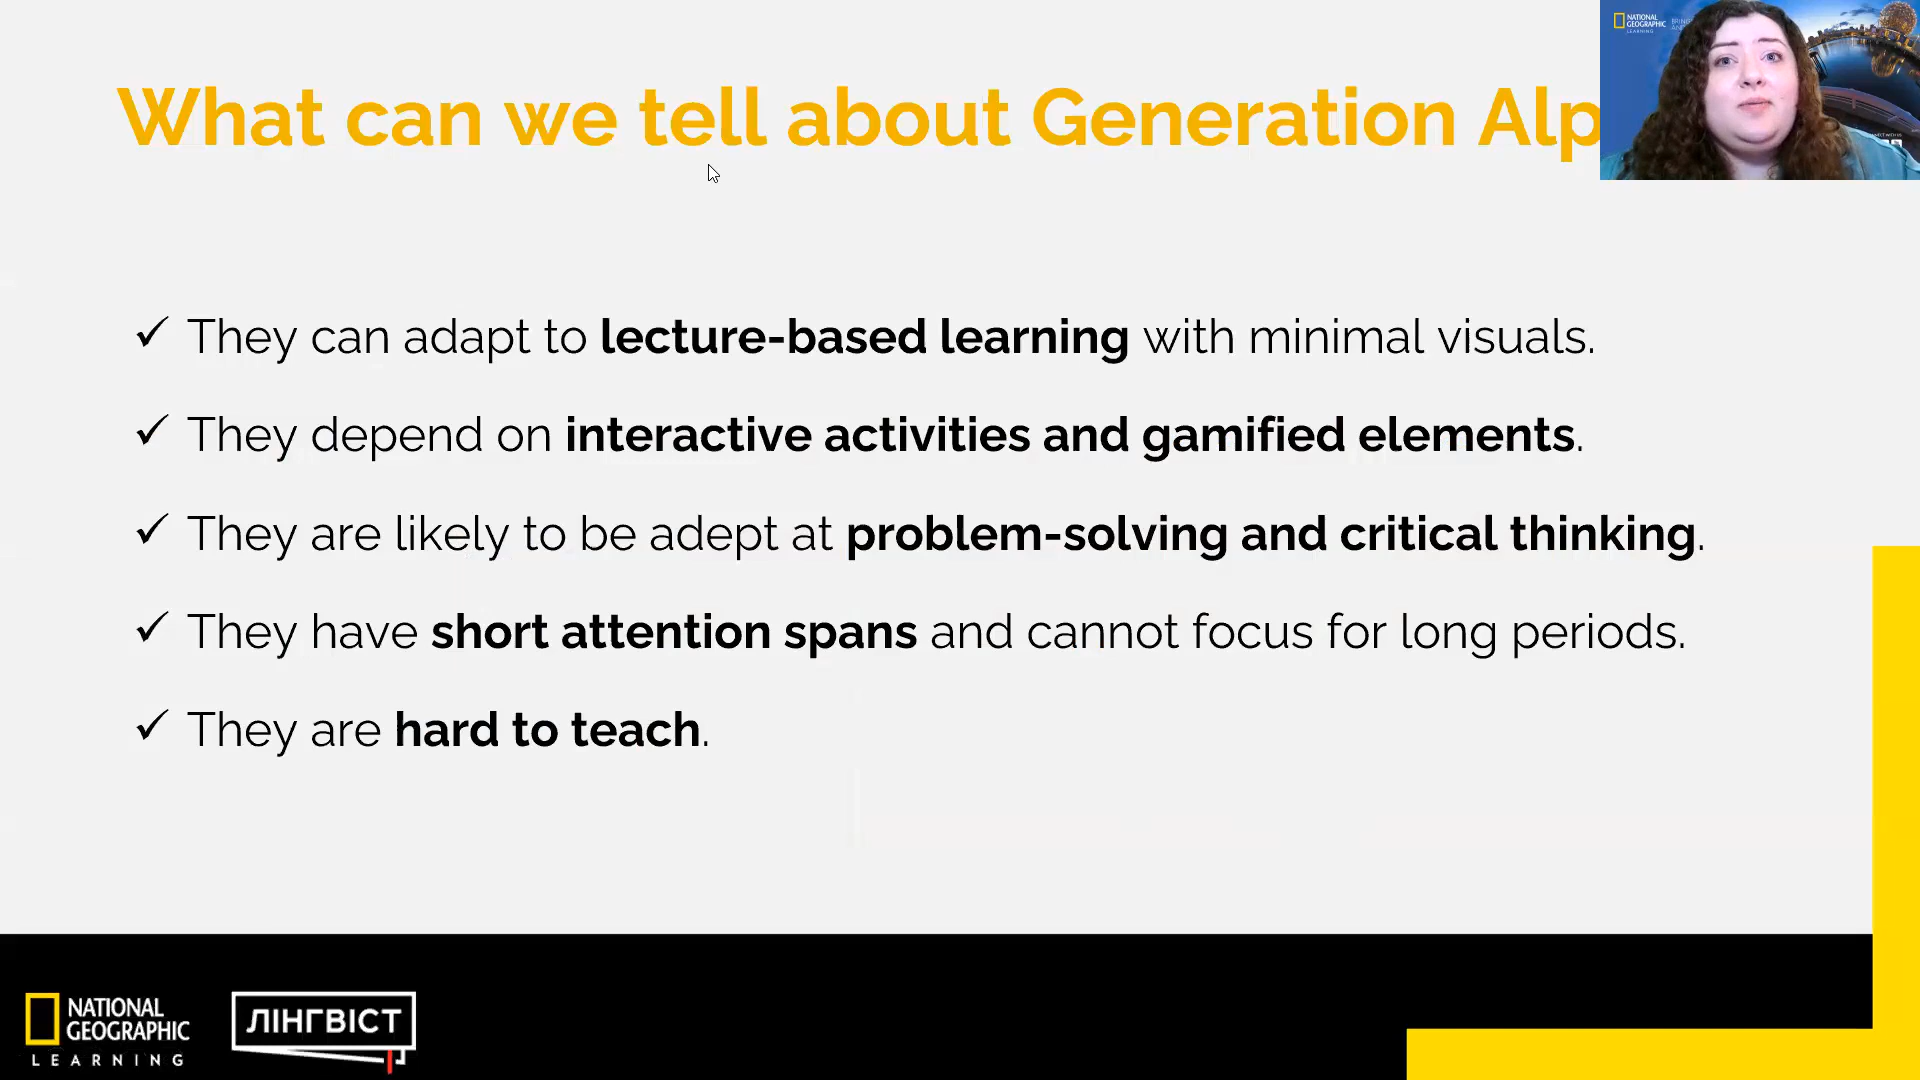 What can we tell about Generation Alp
NATIONAL
GEOGRAPHIC
LEARNING
They can adapt to lecture-based learning with minimal visuals.
They depend on interactive activities and gamified elements.
They are likely to be adept at problem-solving and critical thinking.
They have short attention spans and cannot focus for long periods.
They are hard to teach.
NATIONAL
GEOGRAPHIC
LEARNING
ЛІНГВІСТ